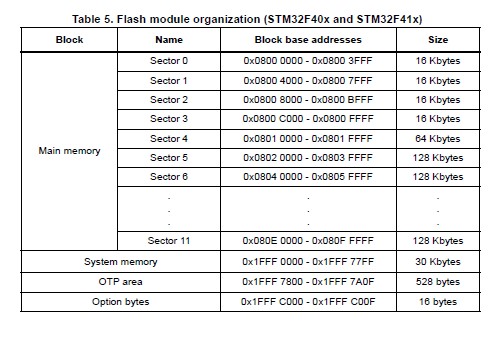 Table 5. Flash module organization (STM32F40x and STM32F41x)
Block Name Block base addresses Size
Main memory
Sector 0 0x0800 0000 - 0x0800 3FFF 16 Kbytes
Sector 1 0x0800 4000 - 0x0800 7FFF 16 Kbytes
Sector 2 0x0800 8000 - 0x0800 BFFF 16 Kbytes
Sector 3 0x0800 C000 - 0x0800 FFFF 16 Kbytes
Sector 4 0x0801 0000 - 0x0801 FFFF 64 Kbytes
Sector 5 0x0802 0000 - 0x0803 FFFF 128 Kbytes
Sector 6 0x0804 0000 - 0x0805 FFFF 128 Kbytes
. . .
. . .
. . .
Sector 11 0x080E 0000 - 0x080F FFFF 128 Kbytes
System memory 0x1FFF 0000 - 0x1FFF 77FF 30 Kbytes
OTP area 0x1FFF 7800 - 0x1FFF 7A0F 528 bytes
Option bytes 0x1FFF C000 - 0x1FFF C00F 16 bytes